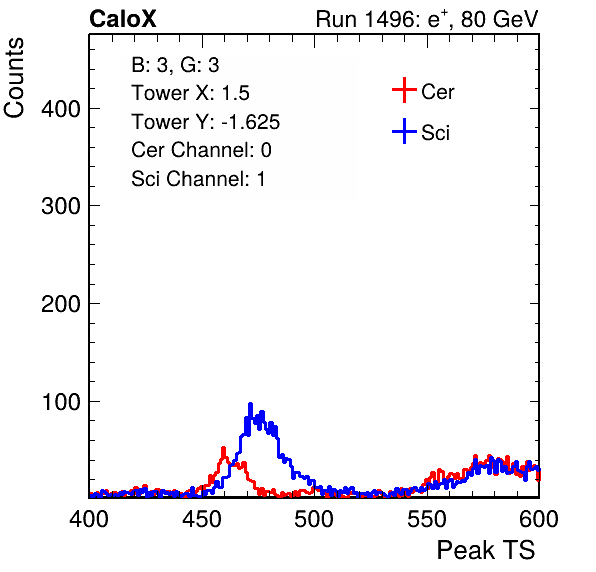 CaloX Run 1496: e⁺, 80 GeV
Counts
B: 3, G: 3
Tower X: 1.5
Tower Y: -1.625
Cer Channel: 0
Sci Channel: 1
Cer
Sci
400
300
200
100
400 450 500 550 600
Peak TS